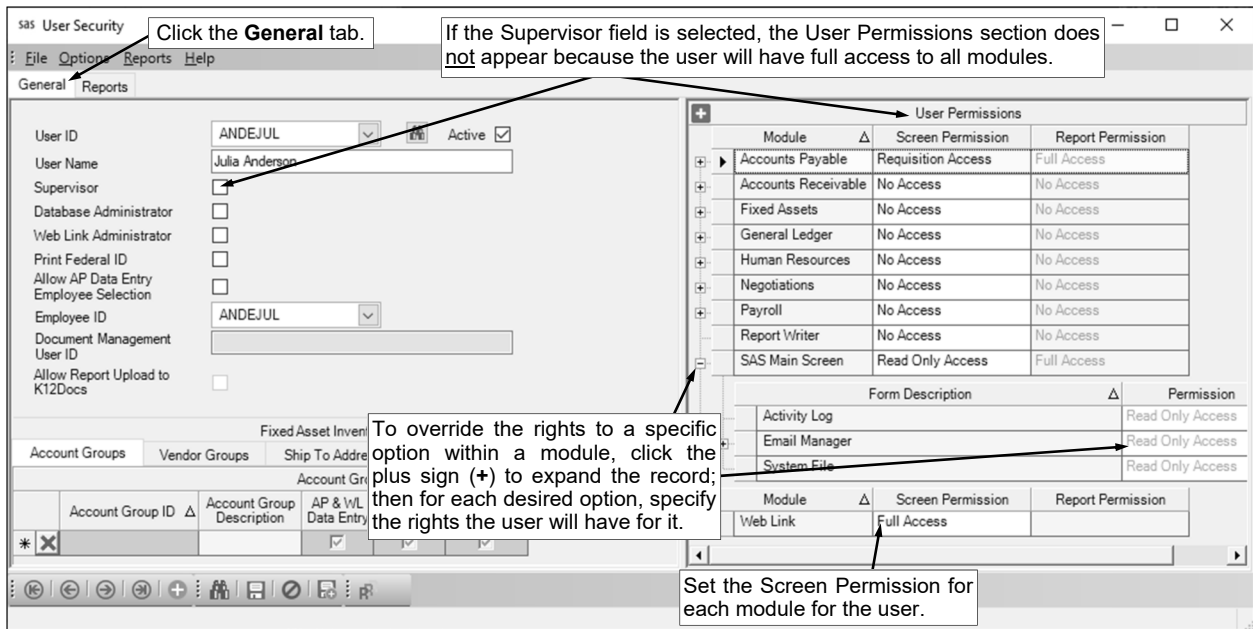 sas User Security
Click the General tab.
If the Supervisor field is selected, the User Permissions section does
not appear because the user will have full access to all modules.
File Options Reports Help
General Reports
User ID ANDEJUL Active
User Name Julia Anderson
Supervisor
Database Administrator
Web Link Administrator
Print Federal ID
Allow AP Data Entry
Employee Selection
Employee ID ANDEJUL
Document Management
User ID
Allow Report Upload to
K12Docs
User Permissions
Module Screen Permission Report Permission
Accounts Payable Requisition Access Full Access
Accounts Receivable No Access No Access
Fixed Assets No Access No Access
General Ledger No Access No Access
Human Resources No Access No Access
Negotiations No Access No Access
Payroll No Access No Access
Report Writer No Access No Access
SAS Main Screen Read Only Access Full Access
Form Description Permission
Activity Log Read Only Access
Email Manager Read Only Access
System File Read Only Access
Module Screen Permission Report Permission
Web Link Full Access
To override the rights to a specific
option within a module, click the
plus sign (+) to expand the record;
then for each desired option, specify
the rights the user will have for it.
Fixed Asset
Account Groups Vendor Groups Ship To
Account
Account Group ID Account Group
Description AP & WL
Data Entry
Set the Screen Permission for
each module for the user.